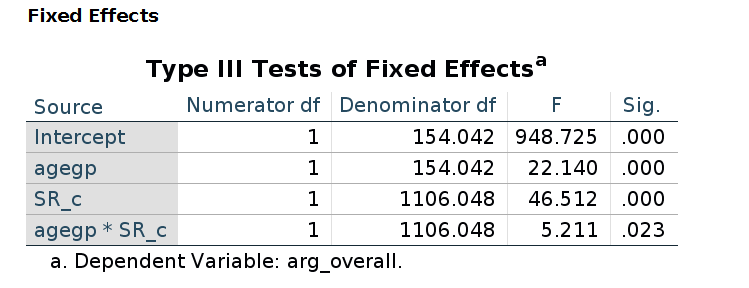 Fixed Effects
Type III Tests of Fixed Effectsa
Source Numerator df Denominator df F Sig.
Intercept 1 154.042 948.725 .000
agegp 1 154.042 22.140 .000
SR_c 1 1106.048 46.512 .000
agegp * SR_c 1 1106.048 5.211 .023
a. Dependent Variable: arg_overall.